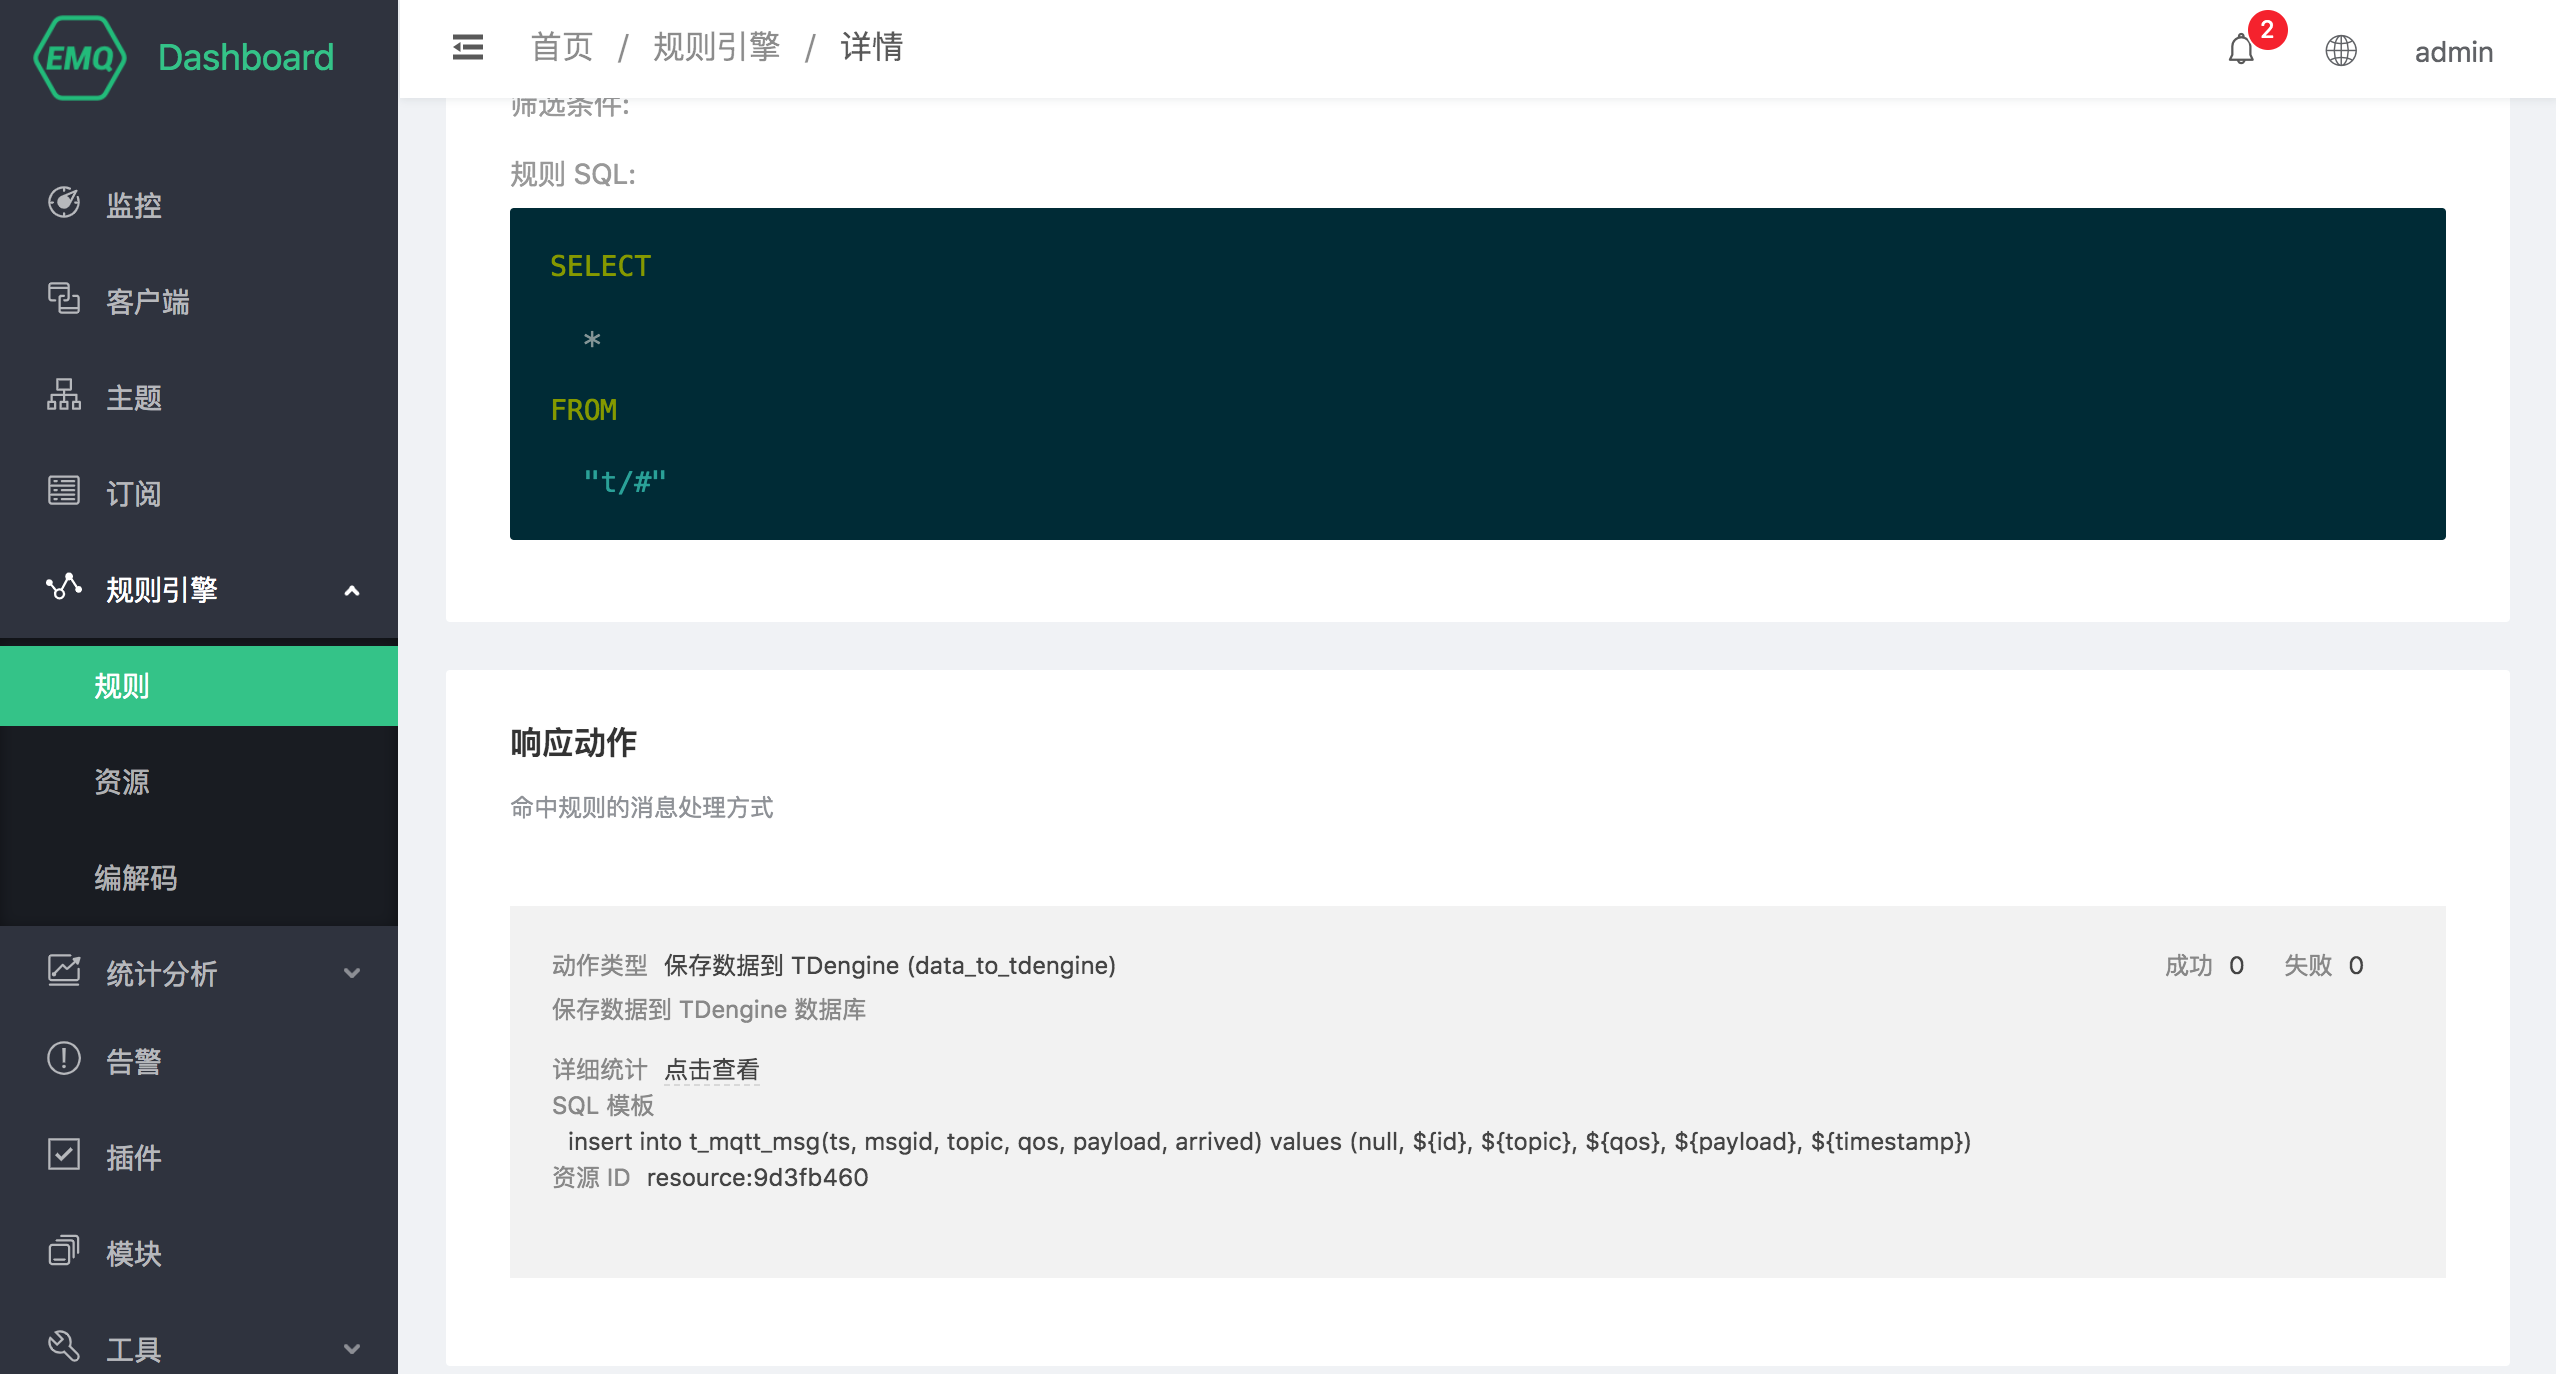 EMQ Dashboard
首页 / 规则引擎 / 详情
2
admin
监控
客户端
主题
订阅
规则引擎
规则
资源
编解码
统计分析
告警
插件
模块
工具
筛选条件:
规则 SQL:
SELECT
*
FROM
"t/#"
响应动作
命中规则的消息处理方式
动作类型 保存数据到 TDengine (data_to_tdengine) 成功 0 失败 0
保存数据到 TDengine 数据库
详细统计 点击查看
SQL 模板
insert into t_mqtt_msg(ts, msgid, topic, qos, payload, arrived) values (null, ${id}, ${topic}, ${qos}, ${payload}, ${timestamp})
资源 ID resource:9d3fb460